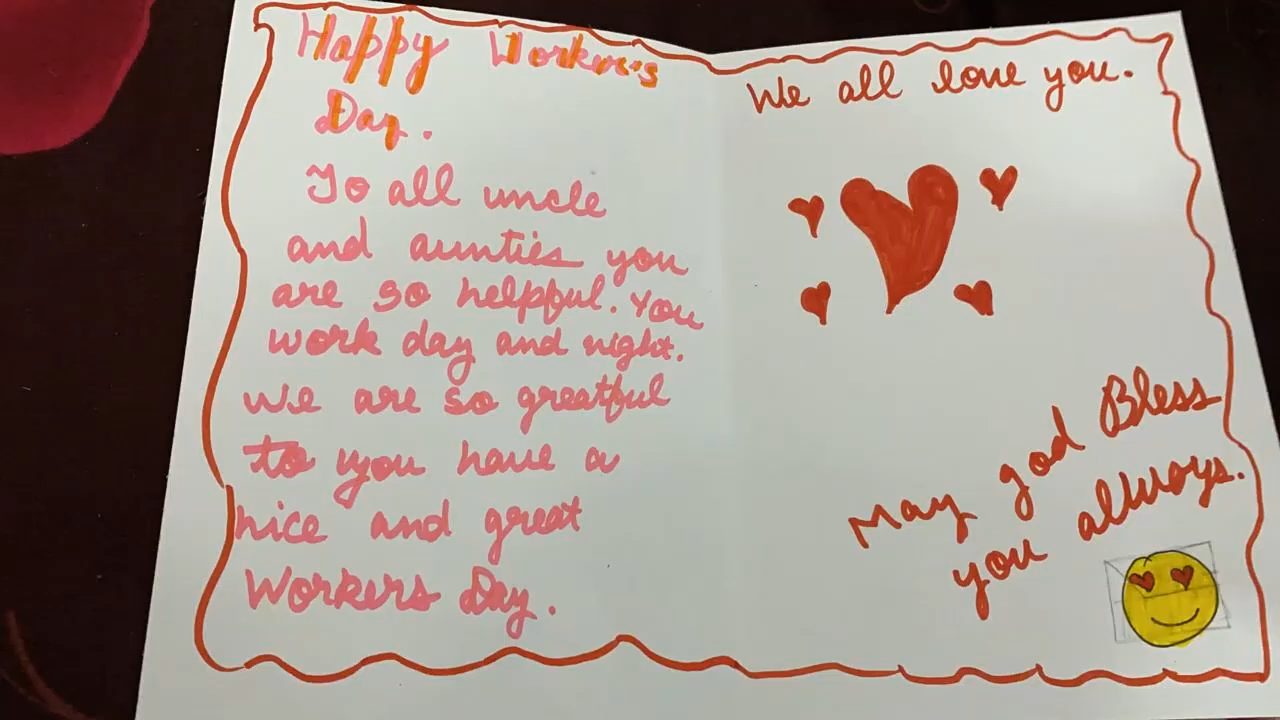 Happy Worker's
Day.
To all uncle
and aunties you
are so helpful. You
work day and night.
We are so greatful
to you have a
nice and great
Workers Day.
We all love you.
May god Bless
you always.